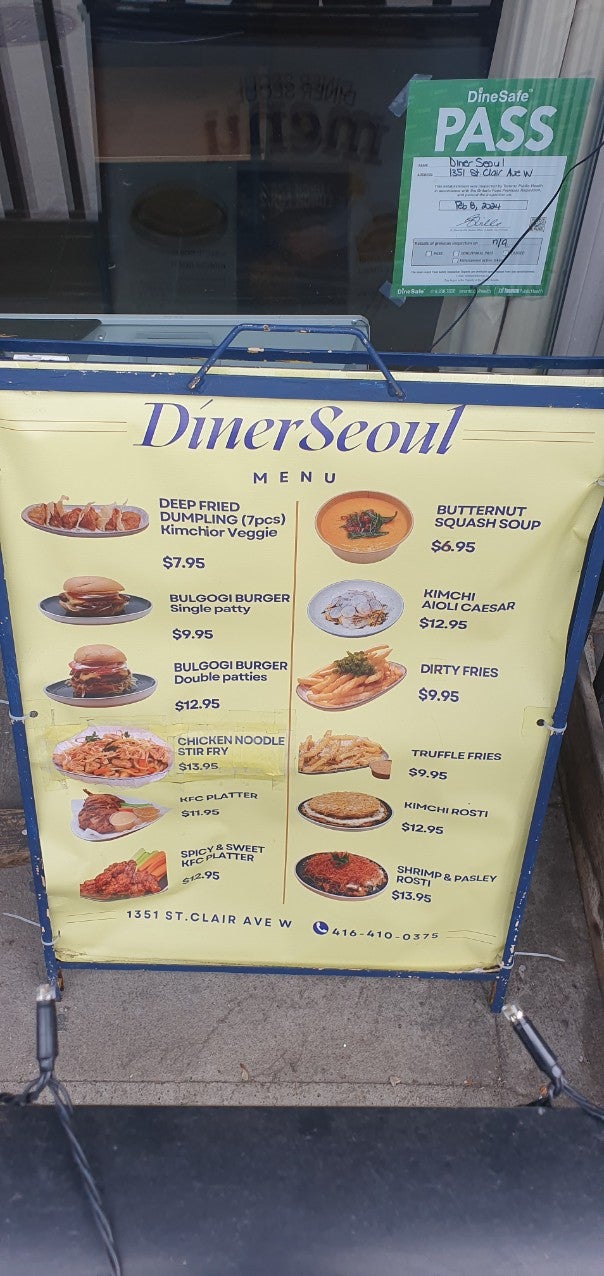 DineSafe
PASS
Diner Seoul
1351 St. Clair Ave W
Feb 8, 2024
n/a
DinerSeoul
MENU
DEEP FRIED
DUMPLING (7pcs)
Kimchior Veggie
$7.95
BULGOGI BURGER
Single patty
$9.95
BULGOGI BURGER
Double patties
$12.95
CHICKEN NOODLE
STIR FRY
$13.95
KFC PLATTER
$11.95
SPICY & SWEET
KFC PLATTER
$12.95
BUTTERNUT
SQUASH SOUP
$6.95
KIMCHI
AIOLI CAESAR
$12.95
DIRTY FRIES
$9.95
TRUFFLE FRIES
$9.95
KIMCHI ROSTI
$12.95
SHRIMP & PASLEY
ROSTI
$13.95
1351 ST.CLAIR AVE W
416-410-0375